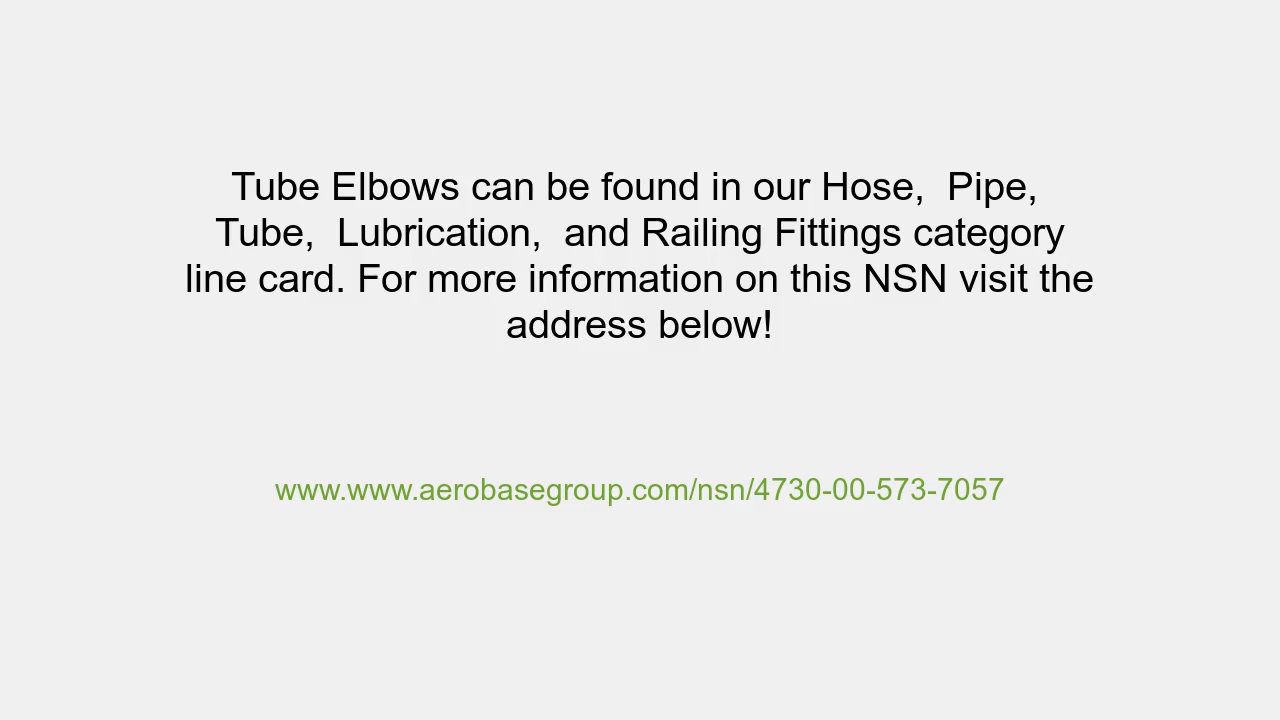 Tube Elbows can be found in our Hose,  Pipe,
Tube,  Lubrication,  and Railing Fittings category
line card. For more information on this NSN visit the
address below!
www.www.aerobasegroup.com/nsn/4730-00-573-7057